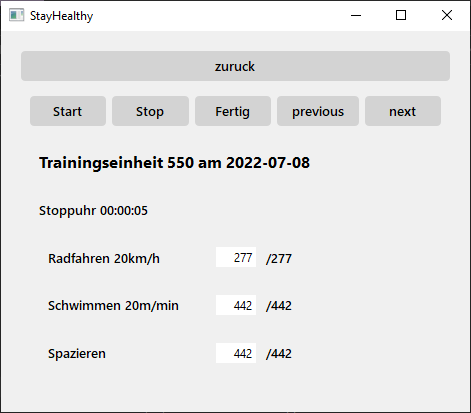 StayHealthy
zuruck
Start Stop Fertig previous next
Trainingseinheit 550 am 2022-07-08
Stoppuhr 00:00:05
Radfahren 20km/h 277 /277
Schwimmen 20m/min 442 /442
Spazieren 442 /442